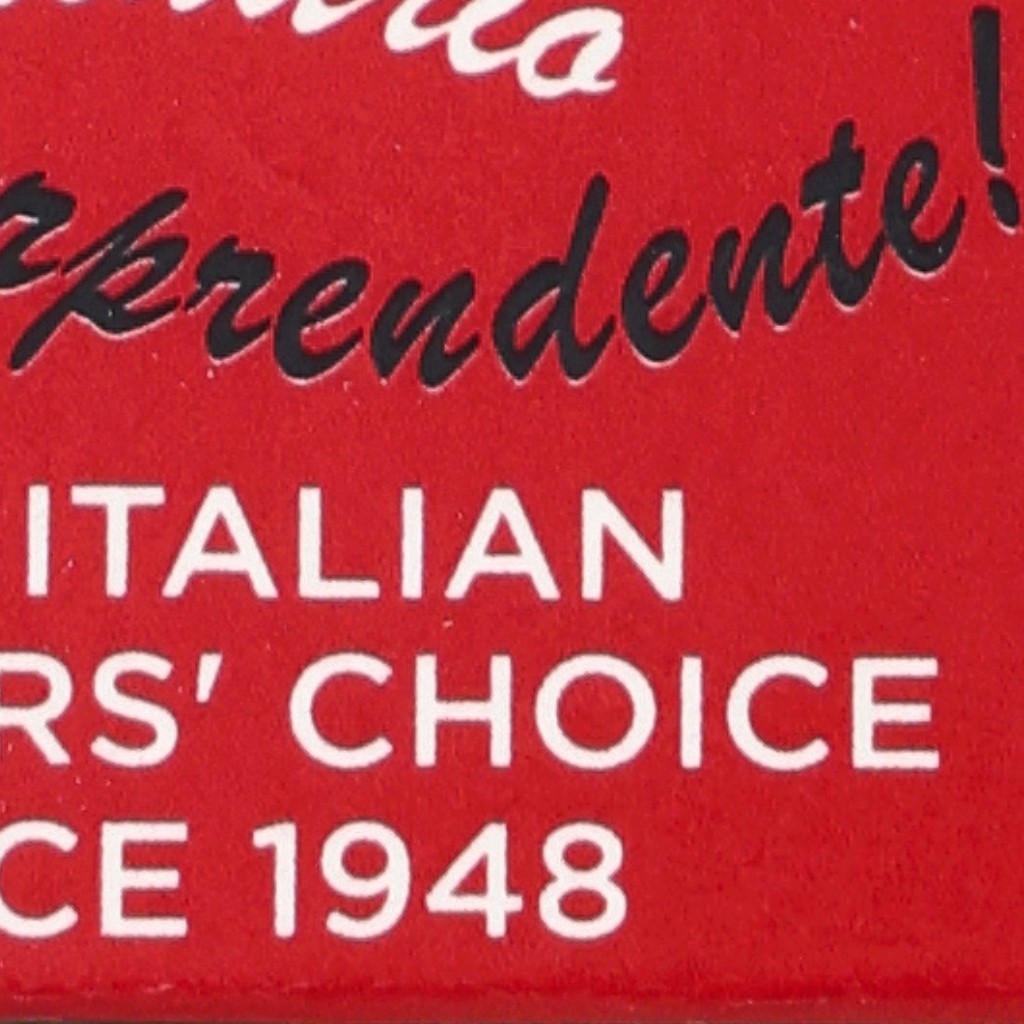 prendente!
ITALIAN
RS' CHOICE
CE 1948